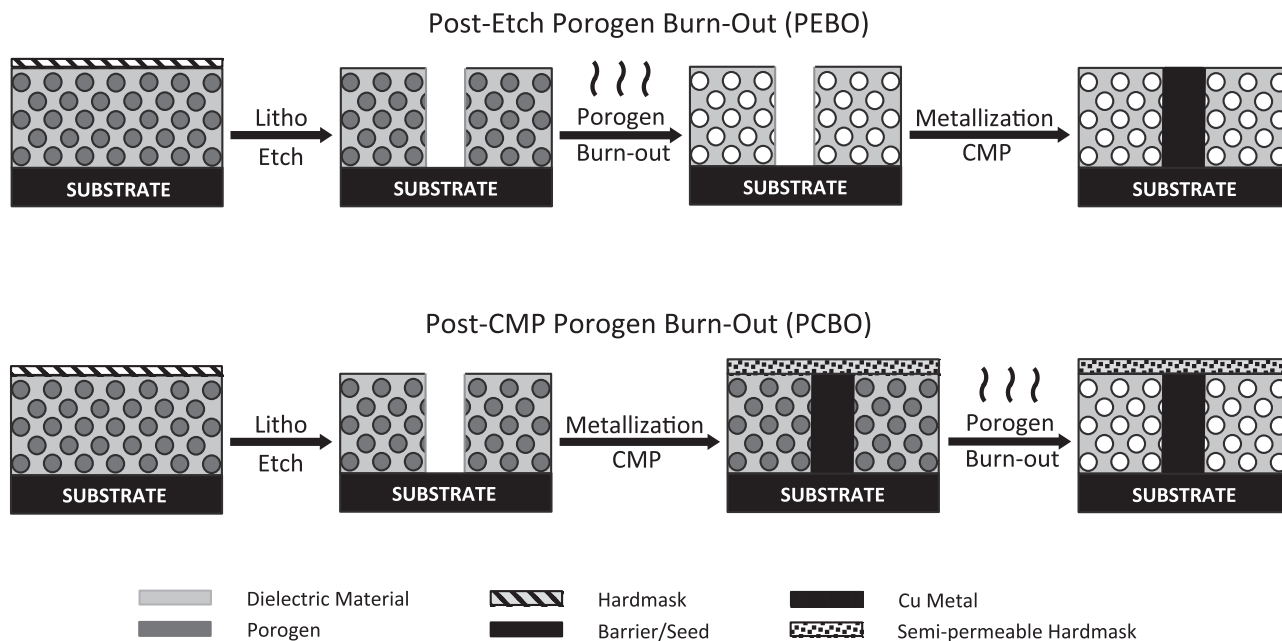 Post-Etch Porogen Burn-Out (PEBO)
Litho
Etch
Porogen
Burn-out
Metallization
CMP
SUBSTRATE
SUBSTRATE
SUBSTRATE
SUBSTRATE
Post-CMP Porogen Burn-Out (PCBO)
Litho
Etch
Metallization
CMP
Porogen
Burn-out
SUBSTRATE
SUBSTRATE
SUBSTRATE
SUBSTRATE
Dielectric Material
Hardmask
Cu Metal
Porogen
Barrier/Seed
Semi-permeable Hardmask